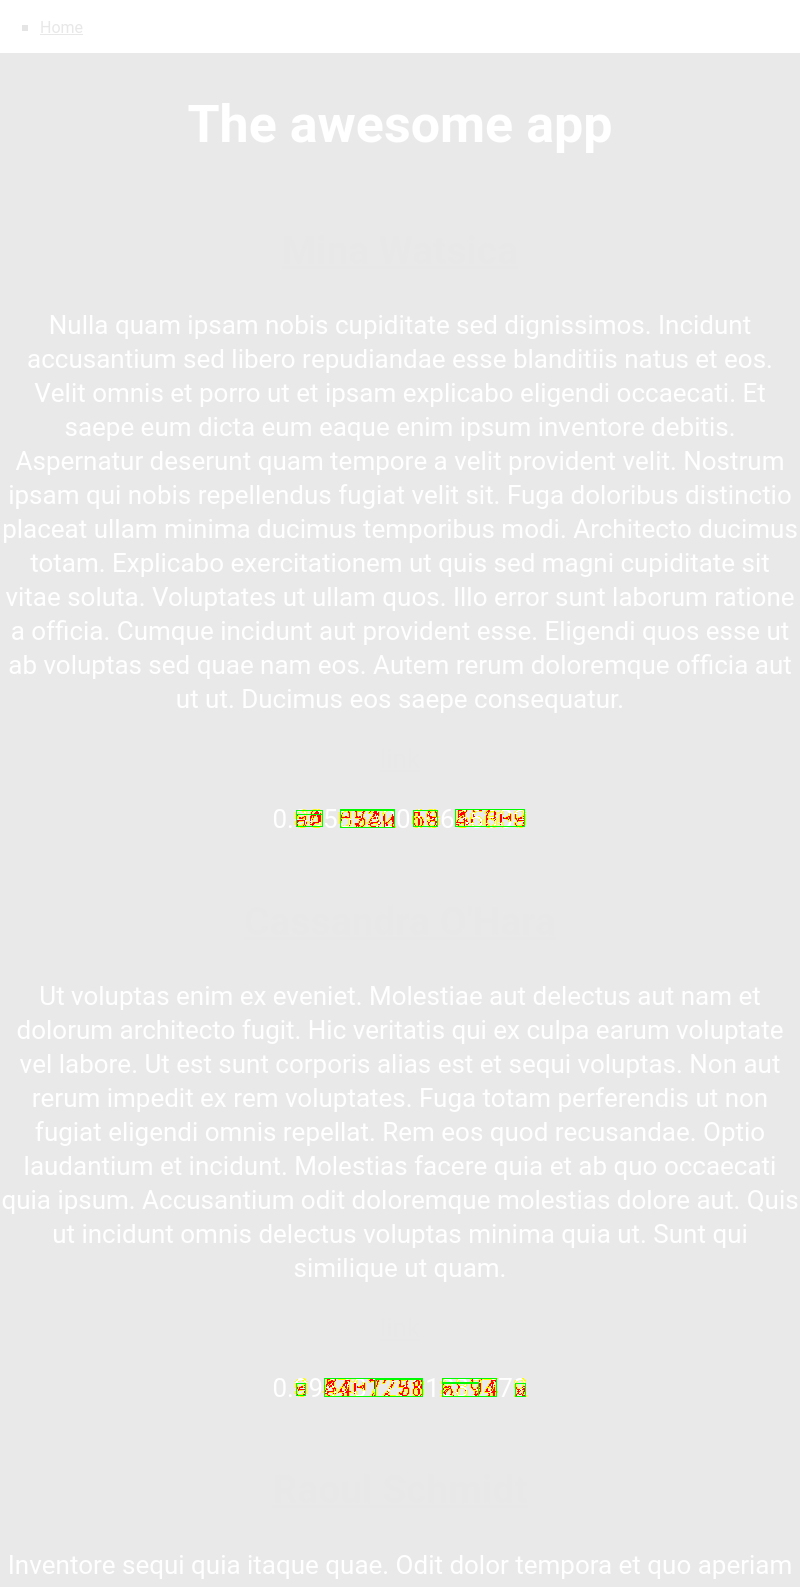 Home
The awesome app
Nulla quam ipsam nobis cupiditate sed dignissimos. Incidunt
accusantium sed libero repudiandae esse blanditiis natus et eos.
Velit omnis et porro ut et ipsam explicabo eligendi occaecati. Et
saepe eum dicta eum eaque enim ipsum inventore debitis.
Aspernatur deserunt quam tempore a velit provident velit. Nostrum
ipsam qui nobis repellendus fugiat velit sit. Fuga doloribus distinctio
placeat ullam minima ducimus temporibus modi. Architecto ducimus
totam. Explicabo exercitationem ut quis sed magni cupiditate sit
vitae soluta. Voluptates ut ullam quos. Illo error sunt laborum ratione
a officia. Cumque incidunt aut provident esse. Eligendi quos esse ut
ab voluptas sed quae nam eos. Autem rerum doloremque officia aut
ut ut. Ducimus eos saepe consequatur.
Ut voluptas enim ex eveniet. Molestiae aut delectus aut nam et
dolorum architecto fugit. Hic veritatis qui ex culpa earum voluptate
vel labore. Ut est sunt corporis alias est et sequi voluptas. Non aut
rerum impedit ex rem voluptates. Fuga totam perferendis ut non
fugiat eligendi omnis repellat. Rem eos quod recusandae. Optio
laudantium et incidunt. Molestias facere quia et ab quo occaecati
quia ipsum. Accusantium odit doloremque molestias dolore aut. Quis
ut incidunt omnis delectus voluptas minima quia ut. Sunt qui
similique ut quam.
Inventore sequi quia itaque quae. Odit dolor tempora et quo aperiam